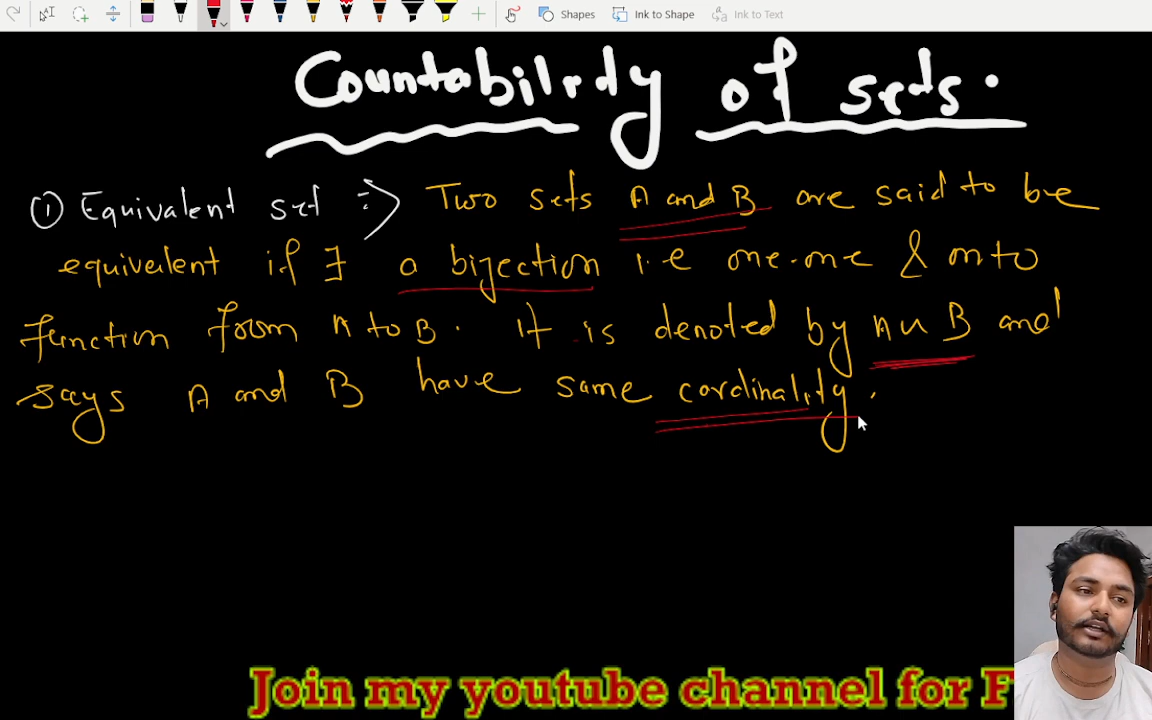 Shapes Ink to Shape Ink to Text
Countability of sets.
① Equivalent set :⇒ Two sets A and B are said to be
equivalent if ∃ a bijection i.e one-one & onto
function from A to B. It is denoted by A ~ B and
says A and B have same cardinality.
Join my youtube channel for F